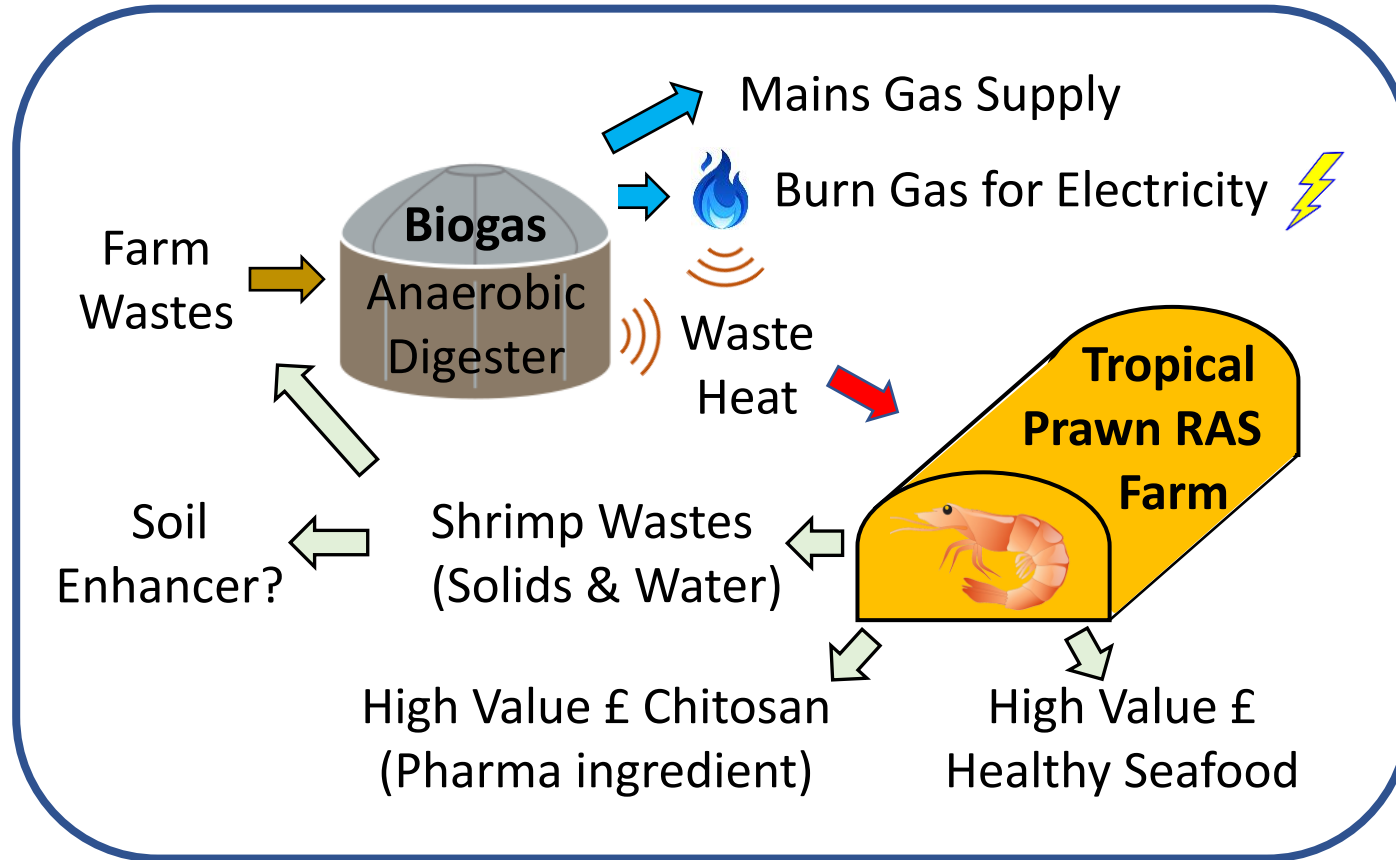 Mains Gas Supply
Burn Gas for Electricity
Farm
Wastes
Biogas
Anaerobic
Digester
Waste
Heat
Tropical
Prawn RAS
Farm
Soil
Enhancer?
Shrimp Wastes
(Solids & Water)
High Value £ Chitosan
(Pharma ingredient)
High Value £
Healthy Seafood